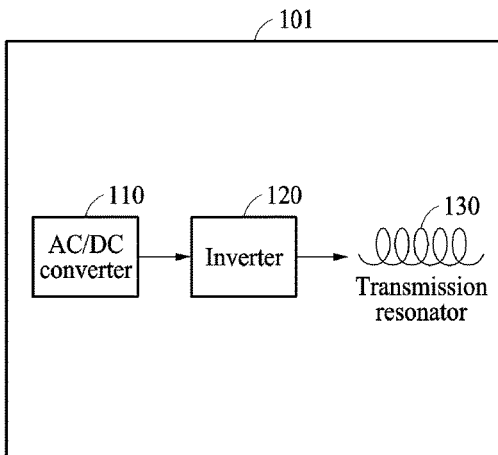 101
110
120
130
AC/DC
converter
Inverter
Transmission
resonator